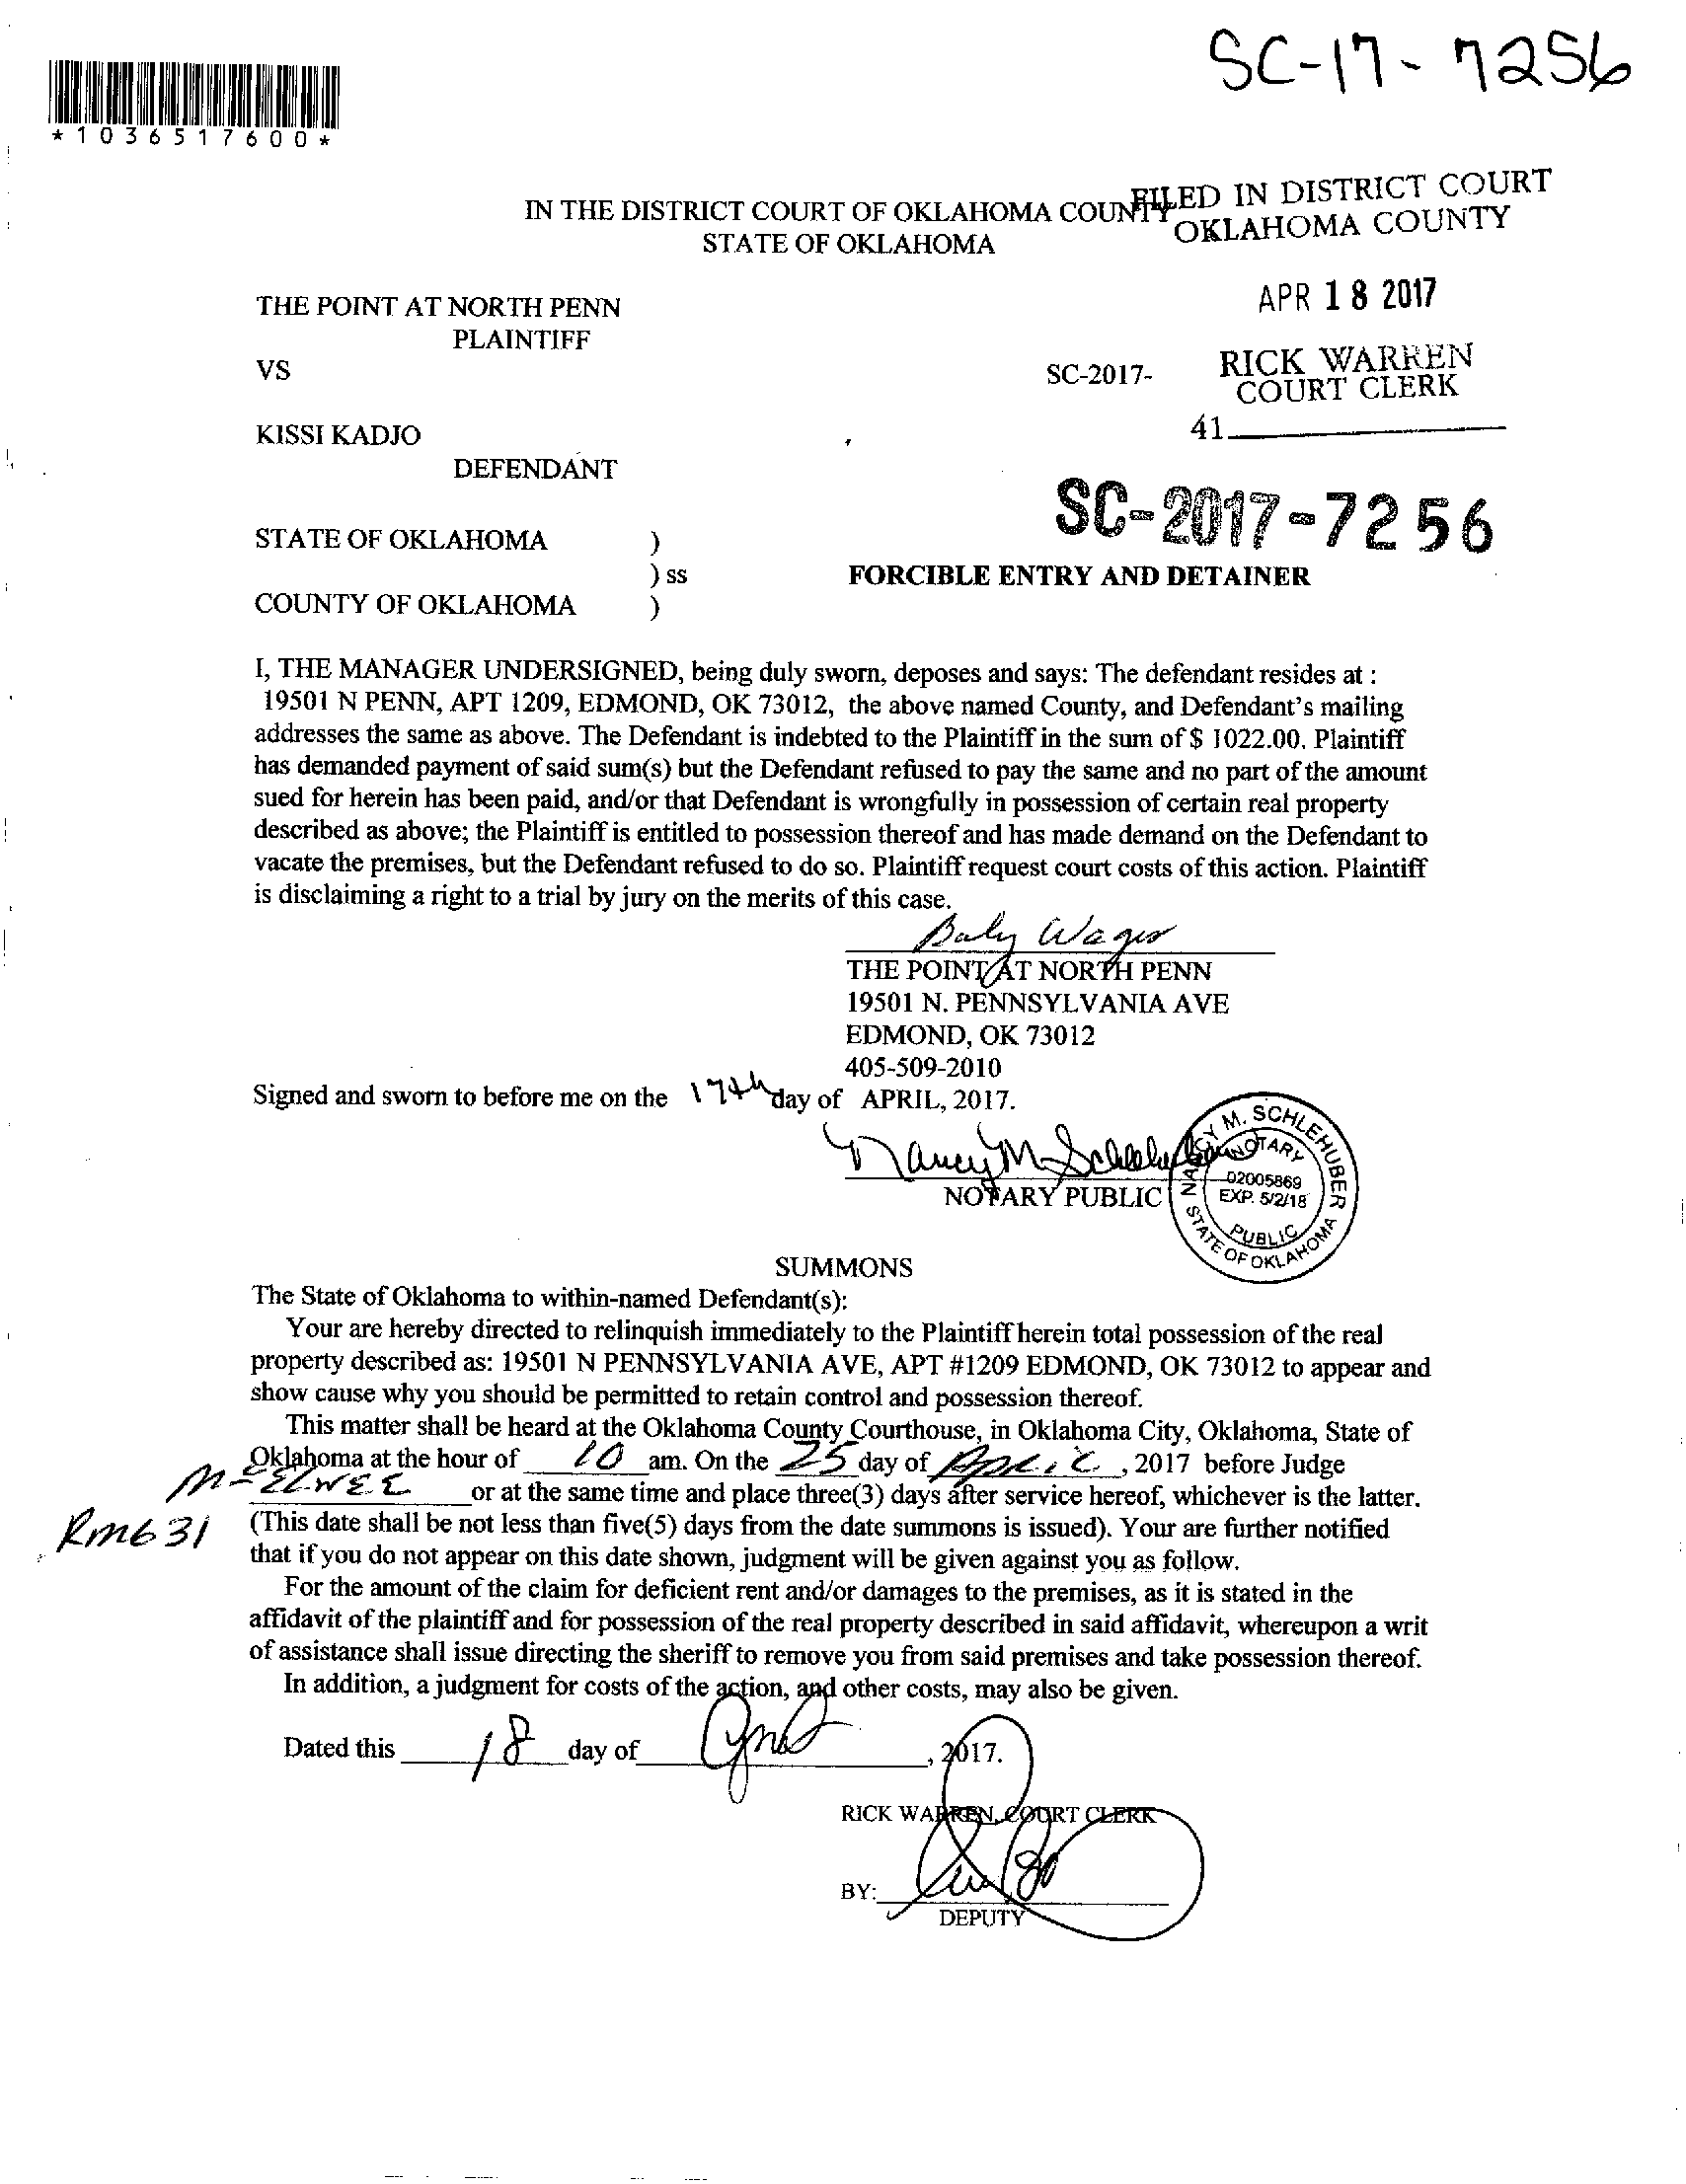 SC-17-7256
*1036517600*
IN THE DISTRICT COURT OF OKLAHOMA COUNTY
STATE OF OKLAHOMA
FILED IN DISTRICT COURT
OKLAHOMA COUNTY
APR 18 2017
RICK WARREN
COURT CLERK
41
THE POINT AT NORTH PENN
PLAINTIFF
VS
SC-2017-
KISSI KADJO
DEFENDANT
SC-2017-7256
STATE OF OKLAHOMA )
) ss
FORCIBLE ENTRY AND DETAINER
COUNTY OF OKLAHOMA )
I, THE MANAGER UNDERSIGNED, being duly sworn, deposes and says: The defendant resides at :
19501 N PENN, APT 1209, EDMOND, OK 73012, the above named County, and Defendant's mailing
addresses the same as above. The Defendant is indebted to the Plaintiff in the sum of $ 1022.00. Plaintiff
has demanded payment of said sum(s) but the Defendant refused to pay the same and no part of the amount
sued for herein has been paid, and/or that Defendant is wrongfully in possession of certain real property
described as above; the Plaintiff is entitled to possession thereof and has made demand on the Defendant to
vacate the premises, but the Defendant refused to do so. Plaintiff request court costs of this action. Plaintiff
is disclaiming a right to a trial by jury on the merits of this case.
THE POINT AT NORTH PENN
19501 N. PENNSYLVANIA AVE
EDMOND, OK 73012
405-509-2010
Signed and sworn to before me on the 17th day of APRIL, 2017.
Nancy M Schlehuber
NOTARY PUBLIC
NANCY M. SCHLEHUBER
NOTARY
02005869
EXP. 5/2/18
PUBLIC
STATE OF OKLAHOMA
SUMMONS
The State of Oklahoma to within-named Defendant(s):
Your are hereby directed to relinquish immediately to the Plaintiff herein total possession of the real
property described as: 19501 N PENNSYLVANIA AVE, APT #1209 EDMOND, OK 73012 to appear and
show cause why you should be permitted to retain control and possession thereof.
This matter shall be heard at the Oklahoma County Courthouse, in Oklahoma City, Oklahoma, State of
Oklahoma at the hour of 10 am. On the 25 day of April, 2017 before Judge
McELWEE or at the same time and place three(3) days after service hereof, whichever is the latter.
Rm 631 (This date shall be not less than five(5) days from the date summons is issued). Your are further notified
that if you do not appear on this date shown, judgment will be given against you as follow.
For the amount of the claim for deficient rent and/or damages to the premises, as it is stated in the
affidavit of the plaintiff and for possession of the real property described in said affidavit, whereupon a writ
of assistance shall issue directing the sheriff to remove you from said premises and take possession thereof.
In addition, a judgment for costs of the action, and other costs, may also be given.
Dated this 18 day of April, 2017.
RICK WARREN, COURT CLERK
BY:
DEPUTY